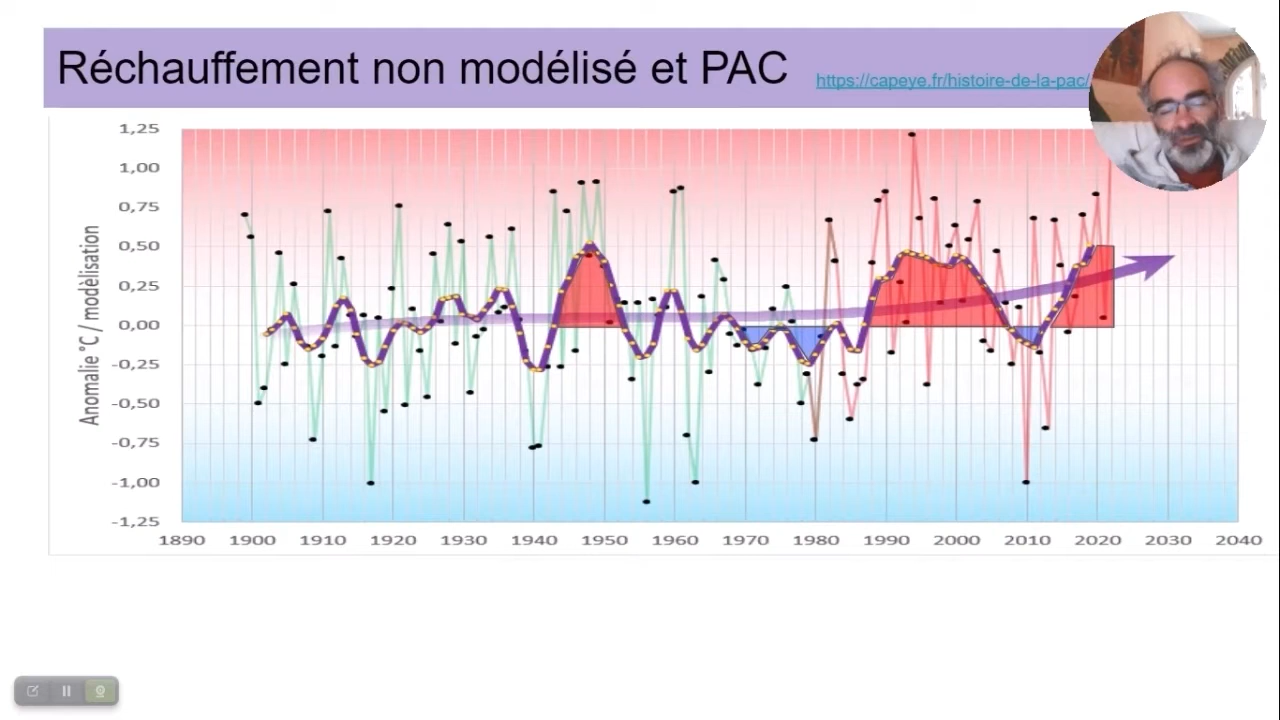 Réchauffement non modélisé et PAC
https://capeye.fr/histoire-de-la-pac/
Anomalie °C / modèlisation
1,25
1,00
0,75
0,50
0,25
0,00
-0,25
-0,50
-0,75
-1,00
-1,25
1890 1900 1910 1920 1930 1940 1950 1960 1970 1980 1990 2000 2010 2020 2030 2040